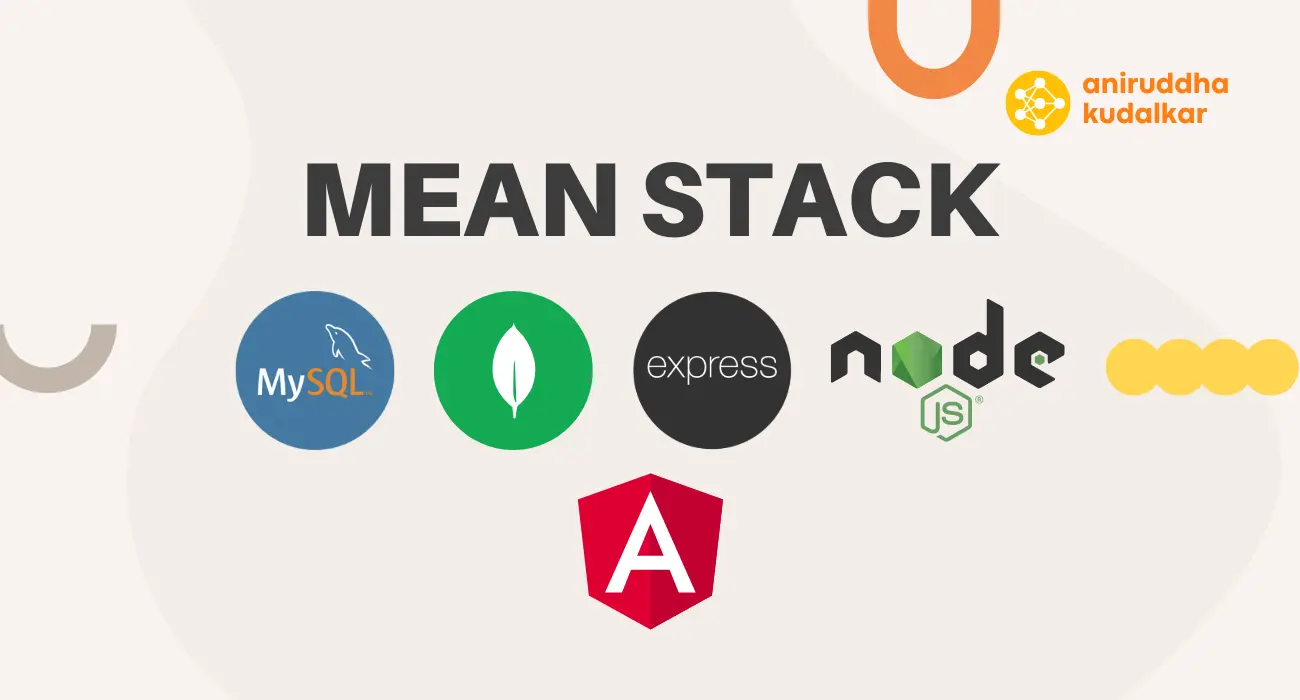 aniruddha
kudalkar
MEAN STACK
MySQL
express
node
JS®
A